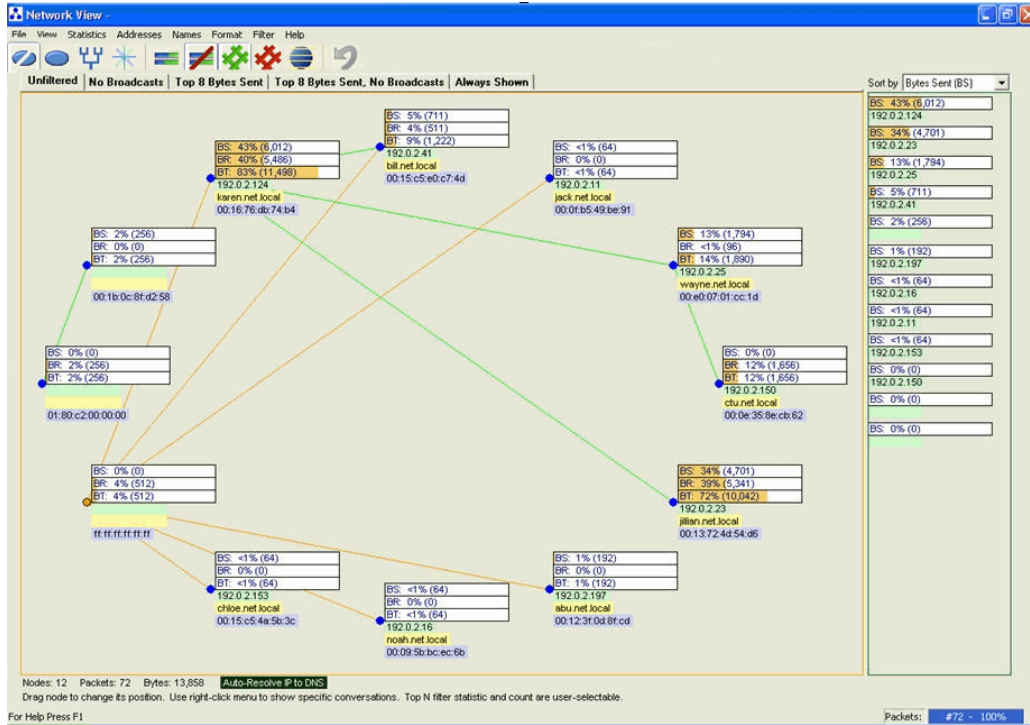 Network View -
File View Statistics Addresses Names Format Filter Help
Unfiltered No Broadcasts Top 8 Bytes Sent Top 8 Bytes Sent, No Broadcasts Always Shown
Sort by Bytes Sent (BS)
BS: 5% (711)
BR: 4% (511)
BT: 9% (1,222)
192.0.2.41
bill.net.local
00:15:c5:e0:c7:4d
BS: 43% (6,012)
BR: 40% (5,486)
BT: 83% (11,498)
192.0.2.124
karen.net.local
00:16:76:db:74:b4
BS: <1% (64)
BR: 0% (0)
BT: <1% (64)
192.0.2.11
jack.net.local
00:0f:b5:49:be:91
BS: 2% (256)
BR: 0% (0)
BT: 2% (256)
00:1b:0c:8f:d2:58
BS: 13% (1,794)
BR: <1% (96)
BT: 14% (1,890)
192.0.2.25
wayne.net.local
00:e0:07:01:cc:1d
BS: 0% (0)
BR: 2% (256)
BT: 2% (256)
01:80:c2:00:00:00
BS: 0% (0)
BR: 12% (1,656)
BT: 12% (1,656)
192.0.2.150
ctu.net.local
00:0e:35:8e:cb:62
BS: 0% (0)
BR: 4% (512)
BT: 4% (512)
ff:ff:ff:ff:ff:ff
BS: 34% (4,701)
BR: 39% (5,341)
BT: 72% (10,042)
192.0.2.23
jillian.net.local
00:13:72:4d:54:d6
BS: <1% (64)
BR: 0% (0)
BT: <1% (64)
192.0.2.153
chloe.net.local
00:15:c5:4a:5b:3c
BS: <1% (64)
BR: 0% (0)
BT: <1% (64)
192.0.2.16
noah.net.local
00:09:5b:bc:ec:6b
BS: 1% (192)
BR: 0% (0)
BT: 1% (192)
192.0.2.197
abu.net.local
00:12:3f:0d:8f:cd
BS: 43% (6,012)
192.0.2.124
BS: 34% (4,701)
192.0.2.23
BS: 13% (1,794)
192.0.2.25
BS: 5% (711)
192.0.2.41
BS: 2% (256)
BS: 1% (192)
192.0.2.197
BS: <1% (64)
192.0.2.16
BS: <1% (64)
192.0.2.11
BS: <1% (64)
192.0.2.153
BS: 0% (0)
192.0.2.150
BS: 0% (0)
BS: 0% (0)
Nodes: 12 Packets: 72 Bytes: 13,858 Auto-Resolve IP to DNS
Drag node to change its position. Use right-click menu to show specific conversations. Top N filter statistic and count are user-selectable.
For Help Press F1
Packets: #72 - 100%